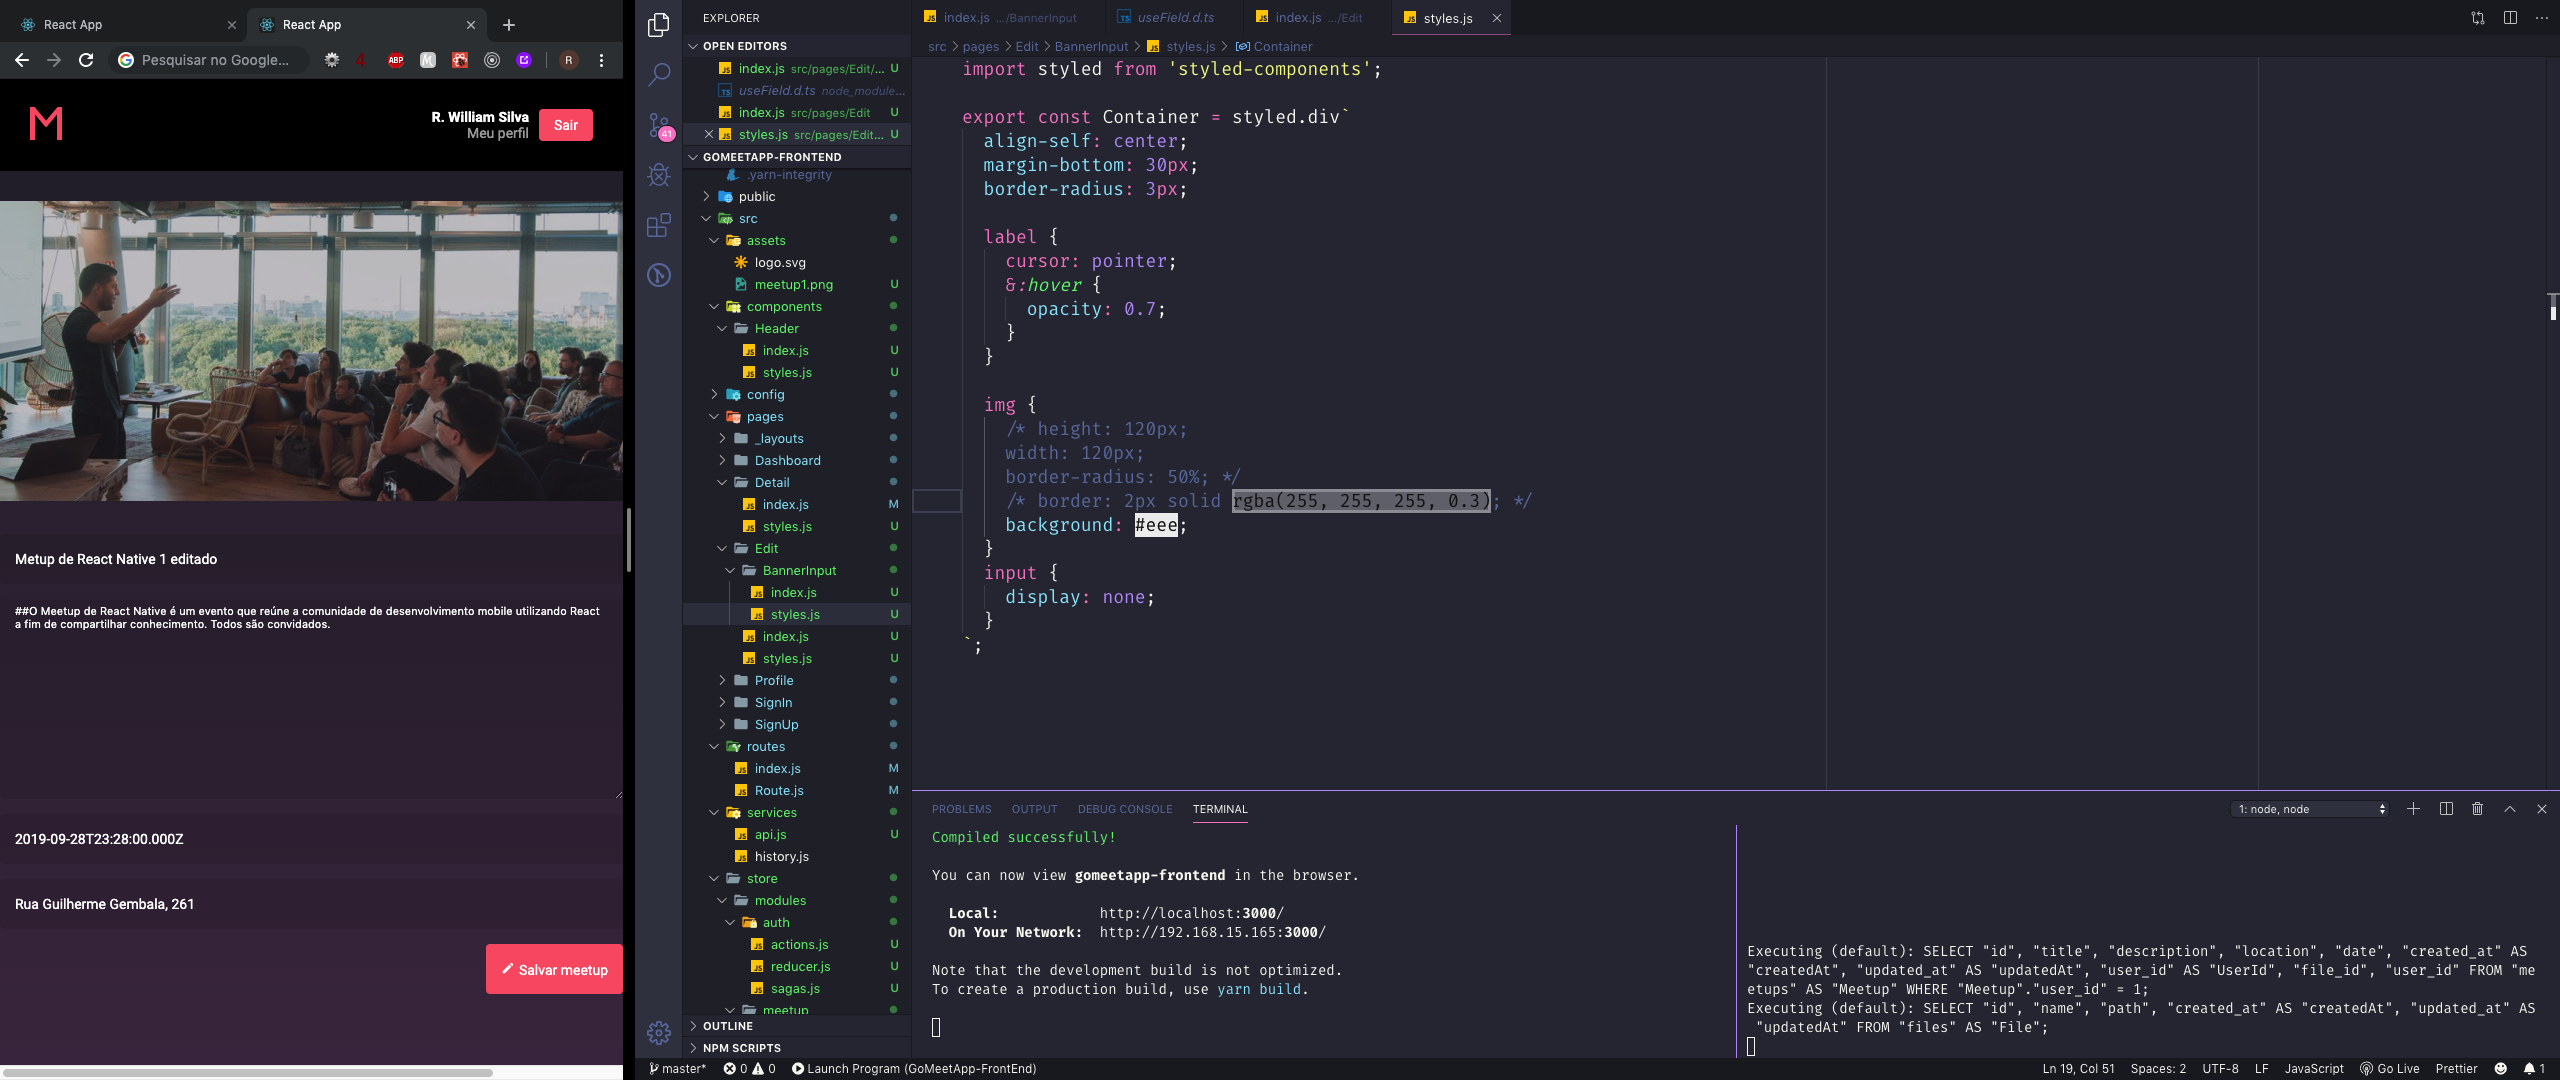 React App
React App
Pesquisar no Google...
4
ABP
M
R
M
R. William Silva
Meu perfil
Sair
Metup de React Native 1 editado
##O Meetup de React Native é um evento que reúne a comunidade de desenvolvimento mobile utilizando React
a fim de compartilhar conhecimento. Todos são convidados.
2019-09-28T23:28:00.000Z
Rua Guilherme Gembala, 261
Salvar meetup
41
EXPLORER
OPEN EDITORS
index.js src/pages/Edit/... U
useField.d.ts node_module...
index.js src/pages/Edit U
styles.js src/pages/Edit... U
GOMEETAPP-FRONTEND
.yarn-integrity
public
src
assets
logo.svg
meetup1.png U
components
Header
index.js U
styles.js U
config
pages
_layouts
Dashboard
Detail
index.js M
styles.js U
Edit
BannerInput
index.js U
styles.js U
index.js U
styles.js U
Profile
SignIn
SignUp
routes
index.js M
Route.js M
services
api.js U
history.js
store
modules
auth
actions.js U
reducer.js U
sagas.js U
meetup
OUTLINE
NPM SCRIPTS
index.js .../BannerInput
useField.d.ts
index.js .../Edit
styles.js
src > pages > Edit > BannerInput > styles.js > Container
import styled from 'styled-components';
export const Container = styled.div`
align-self: center;
margin-bottom: 30px;
border-radius: 3px;
label {
cursor: pointer;
&:hover {
opacity: 0.7;
}
}
img {
/* height: 120px;
width: 120px;
border-radius: 50%; */
/* border: 2px solid rgba(255, 255, 255, 0.3); */
background: #eee;
}
input {
display: none;
}
`;
PROBLEMS OUTPUT DEBUG CONSOLE TERMINAL
1: node, node
Compiled successfully!
You can now view gomeetapp-frontend in the browser.
Local: http://localhost:3000/
On Your Network: http://192.168.15.165:3000/
Note that the development build is not optimized.
To create a production build, use yarn build.
Executing (default): SELECT "id", "title", "description", "location", "date", "created_at" AS
"createdAt", "updated_at" AS "updatedAt", "user_id" AS "UserId", "file_id", "user_id" FROM "me
etups" AS "Meetup" WHERE "Meetup"."user_id" = 1;
Executing (default): SELECT "id", "name", "path", "created_at" AS "createdAt", "updated_at" AS
"updatedAt" FROM "files" AS "File";
master* 0 0 Launch Program (GoMeetApp-FrontEnd)
Ln 19, Col 51 Spaces: 2 UTF-8 LF JavaScript Go Live Prettier 1